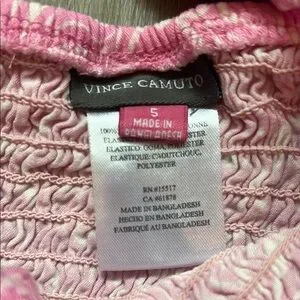 VINCE CAMUTO
5
MADE IN
BANGLADESH
100%
ELASTICO: GOMA, POLYESTER
ELASTIQUE: CAOUTCHOUC,
POLYESTER
RN #15517
CA #61878
MADE IN BANGLADESH
HECHO EN BANGLADESH
FABRIQUÉ AU BANGLADESH